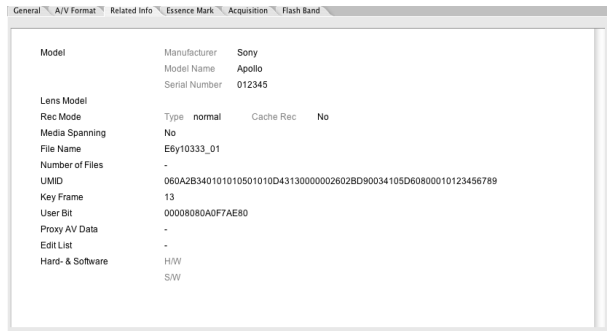 General A/V Format Related Info Essence Mark Acquisition Flash Band
Model Manufacturer Sony
Model Name Apollo
Serial Number 012345
Lens Model
Rec Mode Type normal Cache Rec No
Media Spanning No
File Name E6y10333_01
Number of Files -
UMID 060A2B340101010501010D43130000002602BD90034105D60800010123456789
Key Frame 13
User Bit 00008080A0F7AE80
Proxy AV Data -
Edit List -
Hard- & Software H/W
S/W